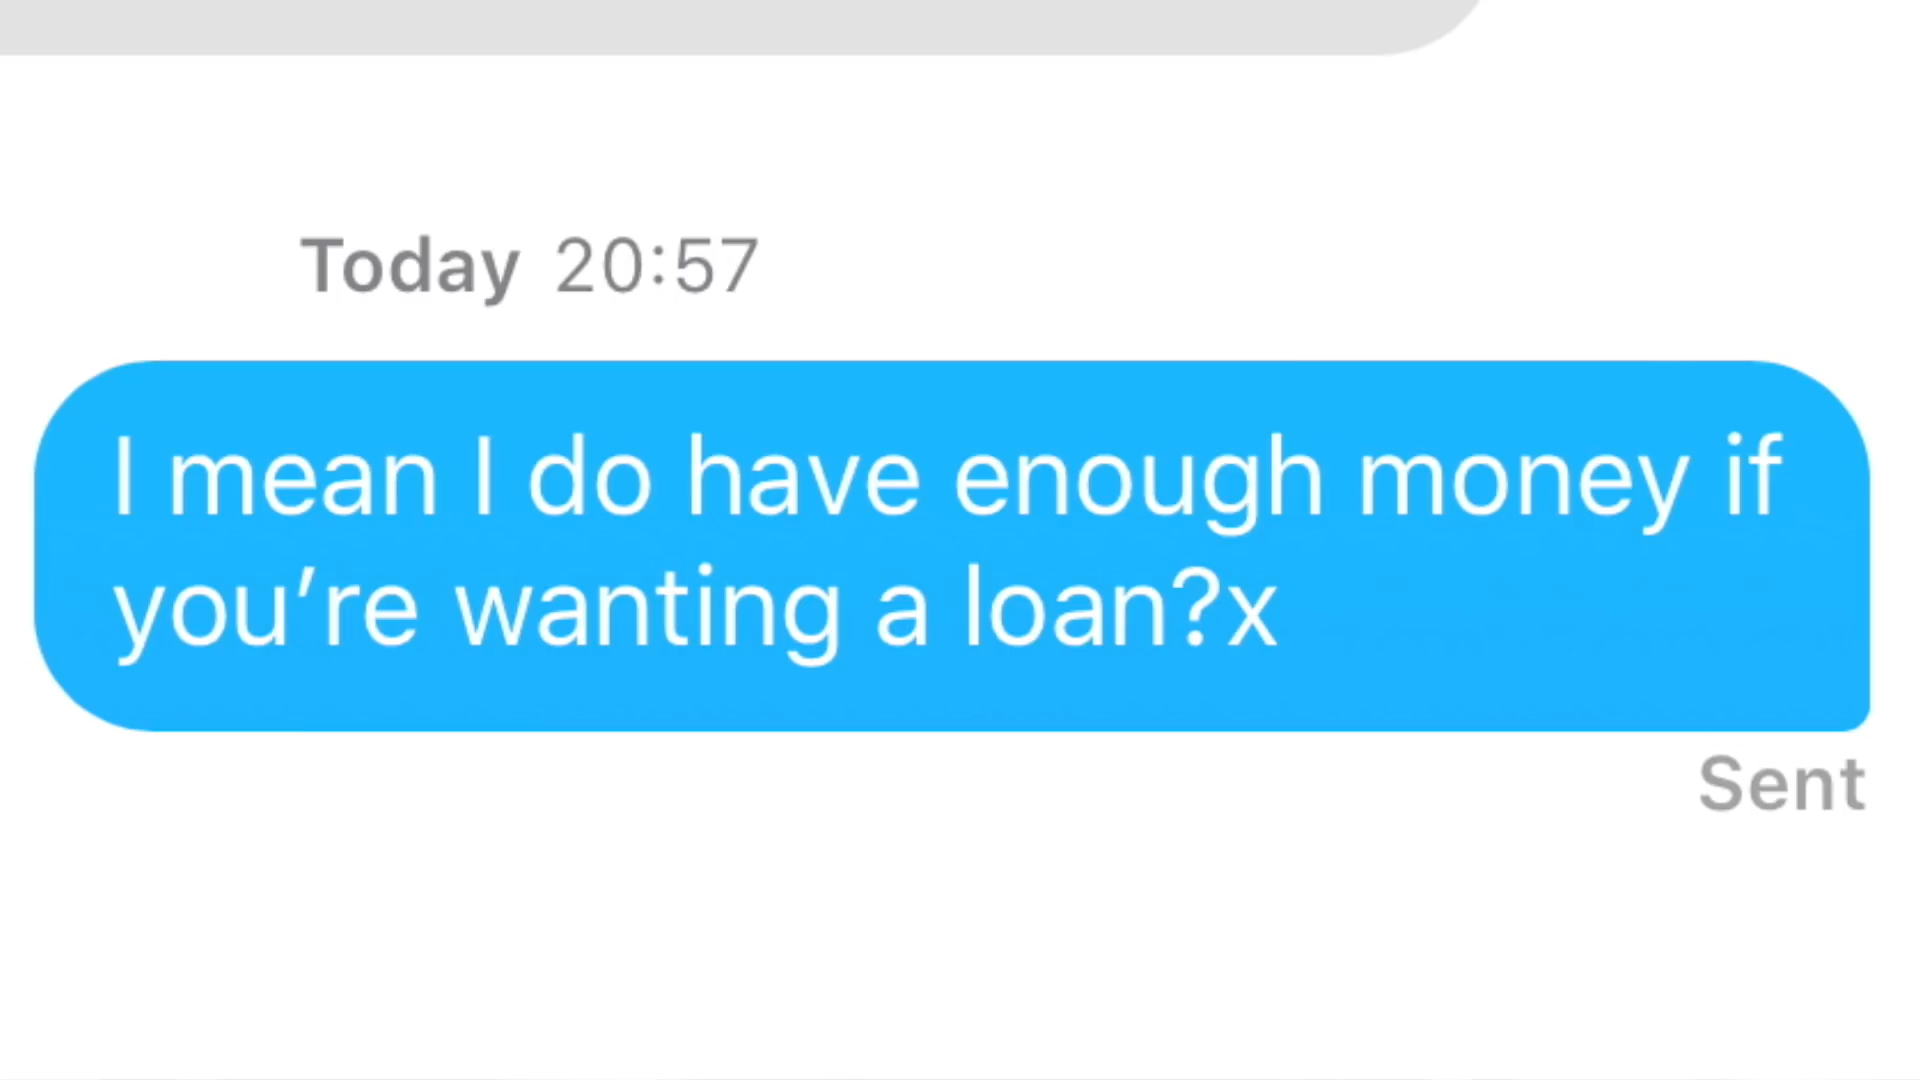 Today 20:57
I mean I do have enough money if
you’re wanting a loan?x
Sent